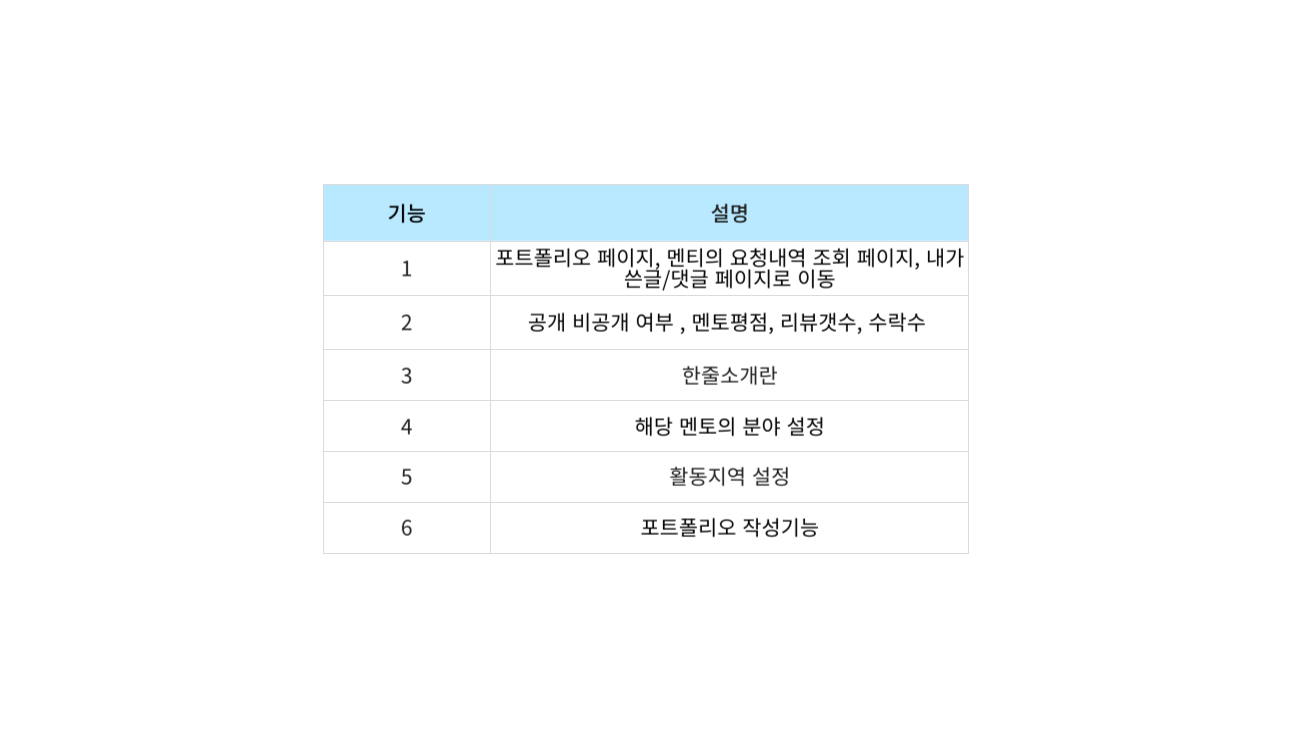 기능 설명
1 포트폴리오 페이지, 멘티의 요청내역 조회 페이지, 내가
쓴글/댓글 페이지로 이동
2 공개 비공개 여부 , 멘토평점, 리뷰갯수, 수락수
3 한줄소개란
4 해당 멘토의 분야 설정
5 활동지역 설정
6 포트폴리오 작성기능